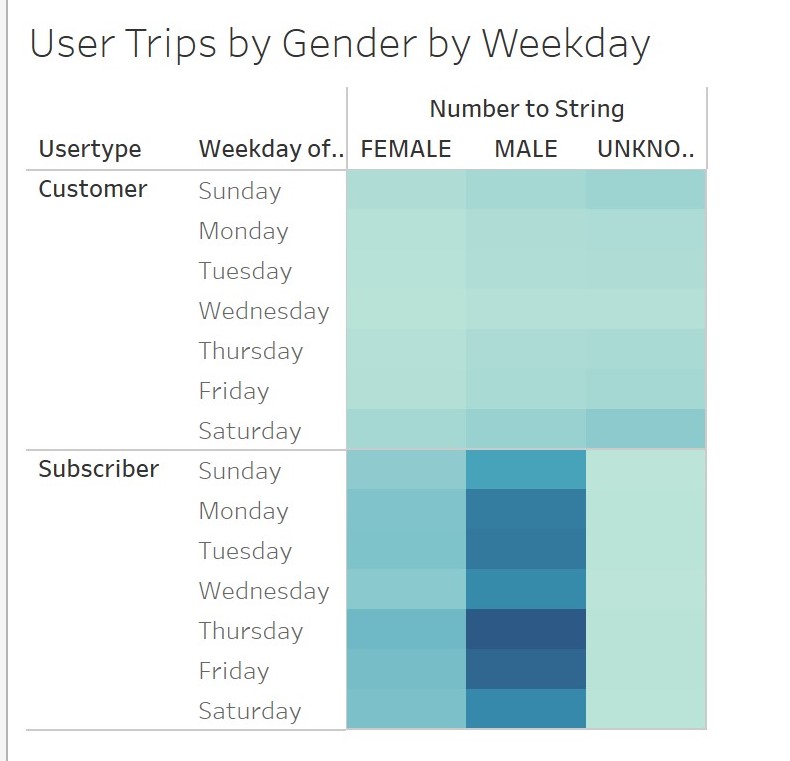 User Trips by Gender by Weekday
Number to String
Usertype Weekday of.. FEMALE MALE UNKNO..
Customer Sunday
Monday
Tuesday
Wednesday
Thursday
Friday
Saturday
Subscriber Sunday
Monday
Tuesday
Wednesday
Thursday
Friday
Saturday